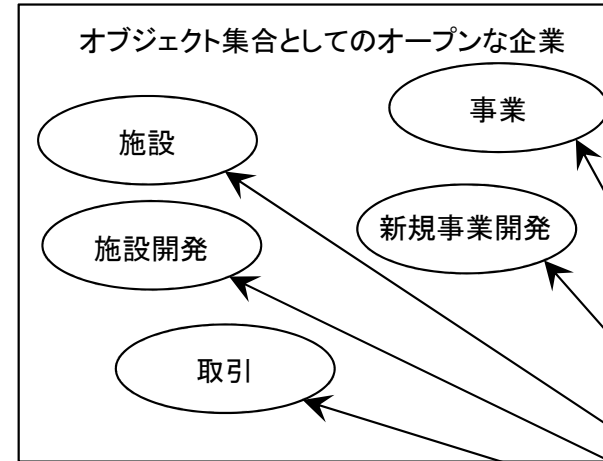 オブジェクト集合としてのオープンな企業
事業
施設
新規事業開発
施設開発
取引